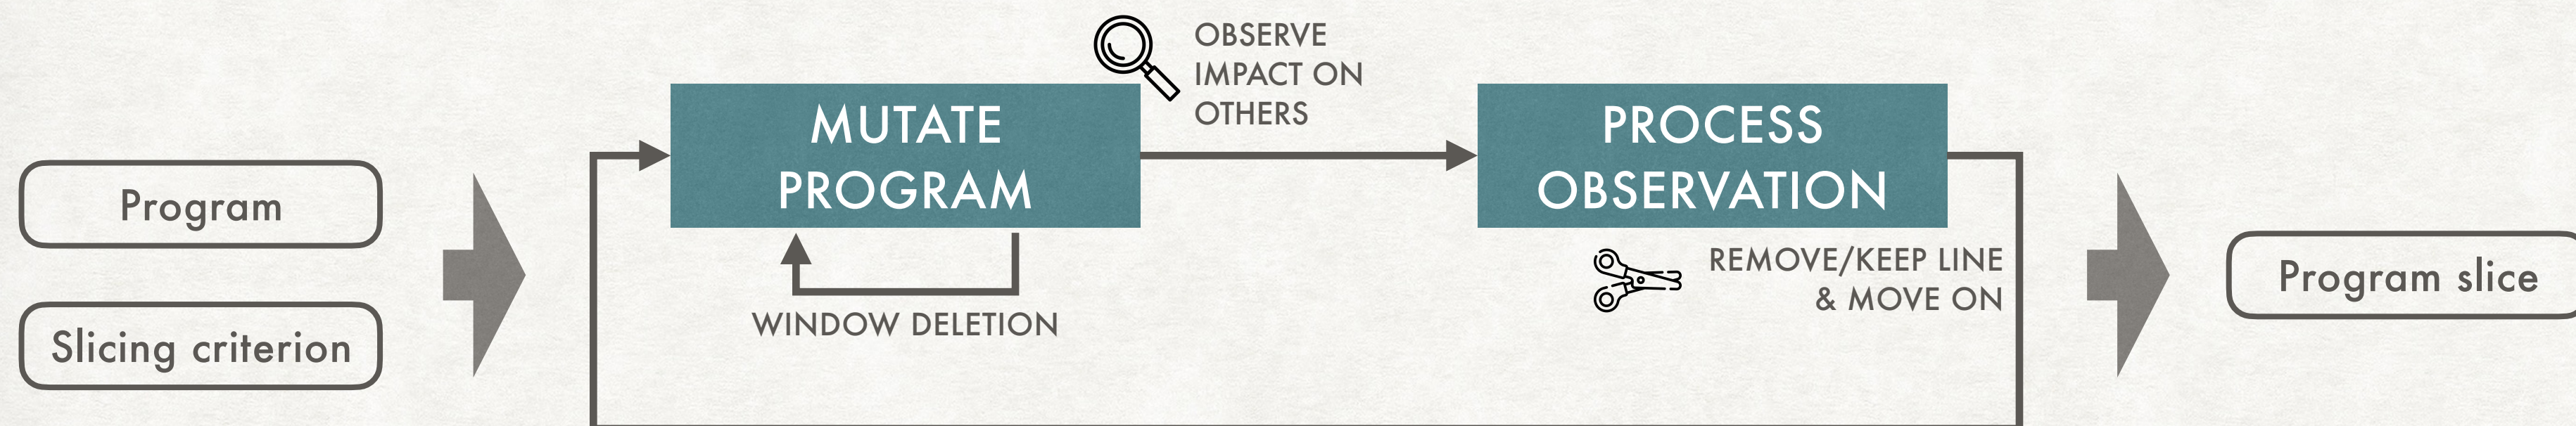 Program
Slicing criterion
MUTATE
PROGRAM
WINDOW DELETION
OBSERVE
IMPACT ON
OTHERS
PROCESS
OBSERVATION
REMOVE/KEEP LINE
& MOVE ON
Program slice